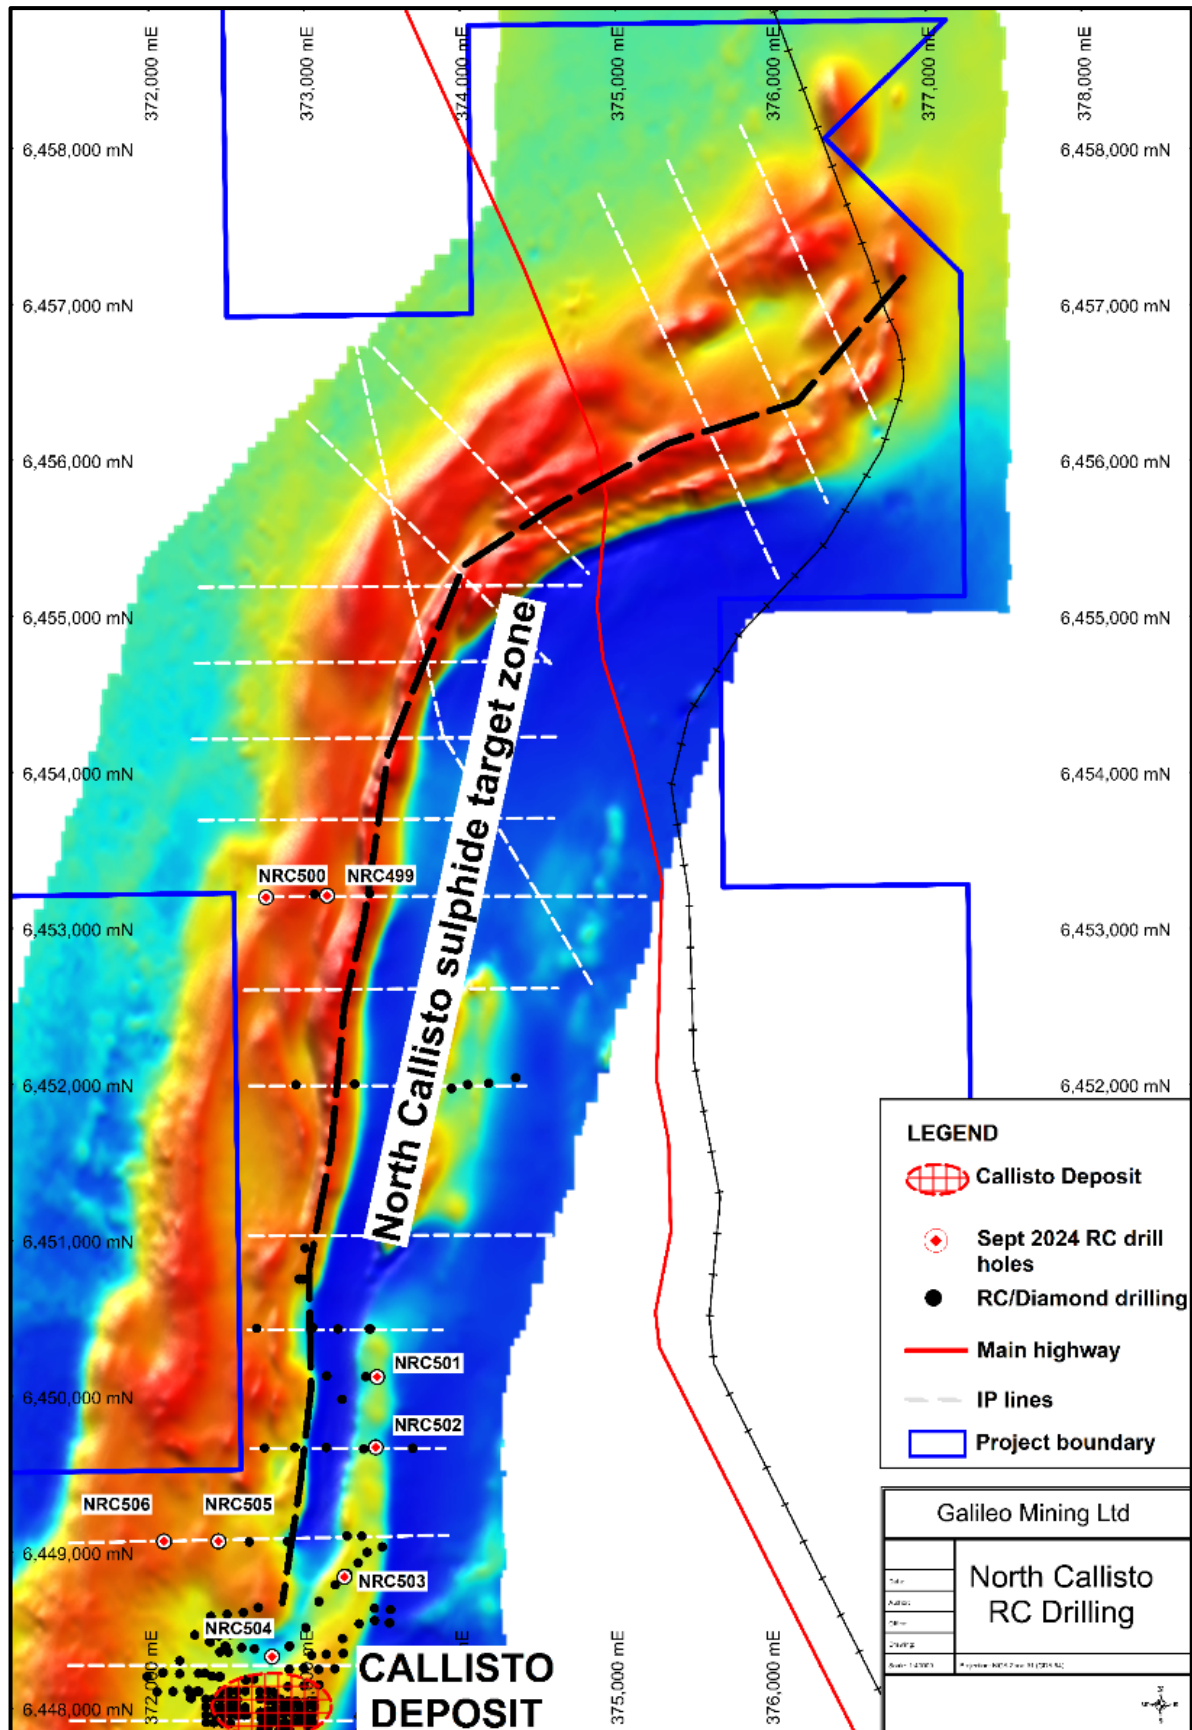 372,000 mE
373,000 mE
374,000 mE
375,000 mE
376,000 mE
377,000 mE
378,000 mE
6,458,000 mN
6,458,000 mN
6,457,000 mN
6,457,000 mN
6,456,000 mN
6,456,000 mN
6,455,000 mN
6,455,000 mN
6,454,000 mN
6,454,000 mN
North Callisto sulphide target zone
NRC500
NRC499
6,453,000 mN
6,453,000 mN
6,452,000 mN
6,452,000 mN
LEGEND
Callisto Deposit
Sept 2024 RC drill
holes
RC/Diamond drilling
Main highway
IP lines
Project boundary
6,451,000 mN
NRC501
6,450,000 mN
NRC502
NRC506
NRC505
6,449,000 mN
NRC503
NRC504
CALLISTO
DEPOSIT
6,448,000 mN
372,000 mE
375,000 mE
376,000 mE
Galileo Mining Ltd
North Callisto
RC Drilling